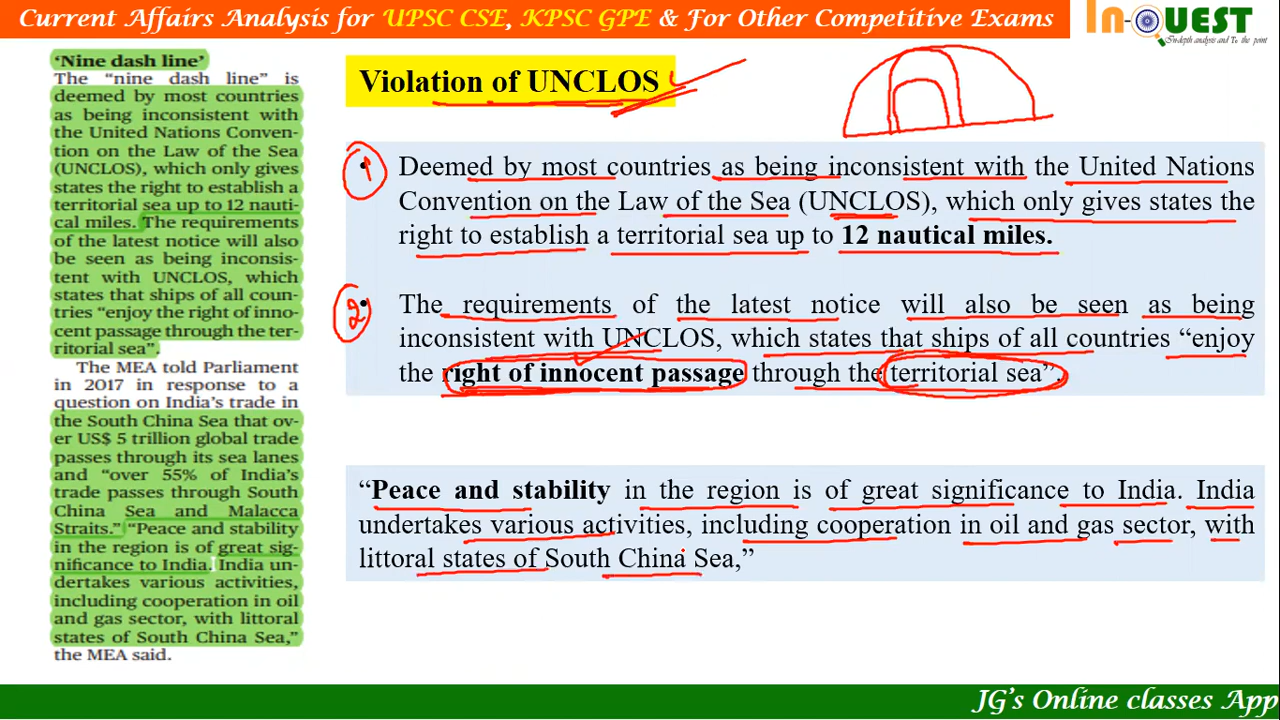 Current Affairs Analysis for UPSC CSE, KPSC GPE & For Other Competitive Exams
In-QUEST
In-depth analysis and To the point
‘Nine dash line’
The “nine dash line” is
deemed by most countries
as being inconsistent with
the United Nations Conven-
tion on the Law of the Sea
(UNCLOS), which only gives
states the right to establish a
territorial sea up to 12 nauti-
cal miles. The requirements
of the latest notice will also
be seen as being inconsis-
tent with UNCLOS, which
states that ships of all coun-
tries “enjoy the right of inno-
cent passage through the ter-
ritorial sea”.
The MEA told Parliament
in 2017 in response to a
question on India’s trade in
the South China Sea that ov-
er US$ 5 trillion global trade
passes through its sea lanes
and “over 55% of India’s
trade passes through South
China Sea and Malacca
Straits.” “Peace and stability
in the region is of great sig-
nificance to India. India un-
dertakes various activities,
including cooperation in oil
and gas sector, with littoral
states of South China Sea,”
the MEA said.
Violation of UNCLOS
1
• Deemed by most countries as being inconsistent with the United Nations
Convention on the Law of the Sea (UNCLOS), which only gives states the
right to establish a territorial sea up to 12 nautical miles.
2
• The requirements of the latest notice will also be seen as being
inconsistent with UNCLOS, which states that ships of all countries “enjoy
the right of innocent passage through the territorial sea”.
“Peace and stability in the region is of great significance to India. India
undertakes various activities, including cooperation in oil and gas sector, with
littoral states of South China Sea,”
JG's Online classes App